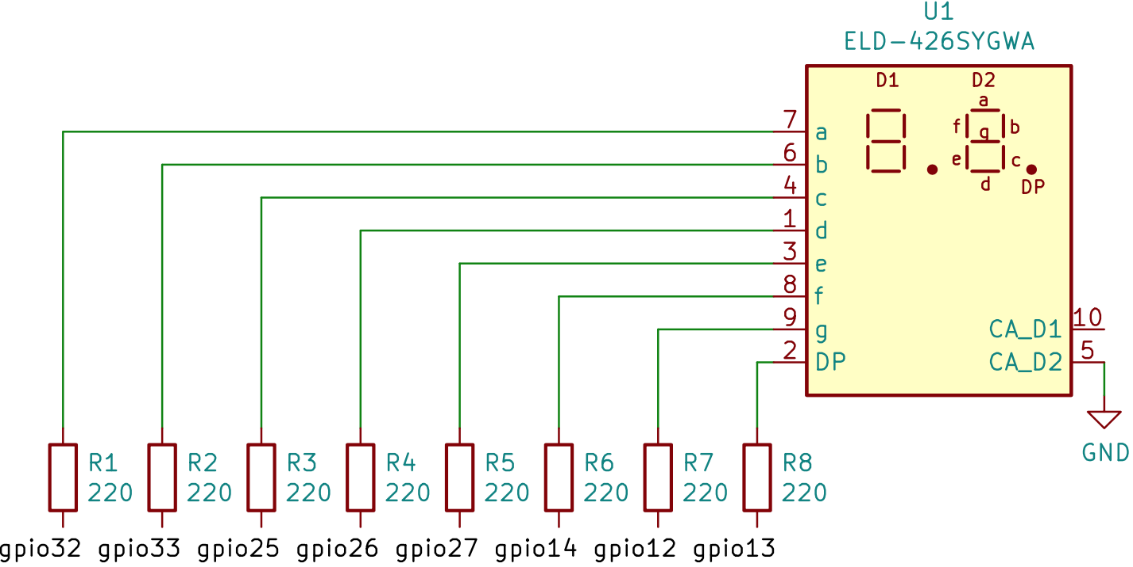 U1
ELD-426SYGWA
D1 D2
a
f g b
e c
d DP
7 a
6 b
4 c
1 d
3 e
8 f
9 g CA_D1 10
2 DP CA_D2 5
GND
R1 R2 R3 R4 R5 R6 R7 R8
220 220 220 220 220 220 220 220
gpio32 gpio33 gpio25 gpio26 gpio27 gpio14 gpio12 gpio13